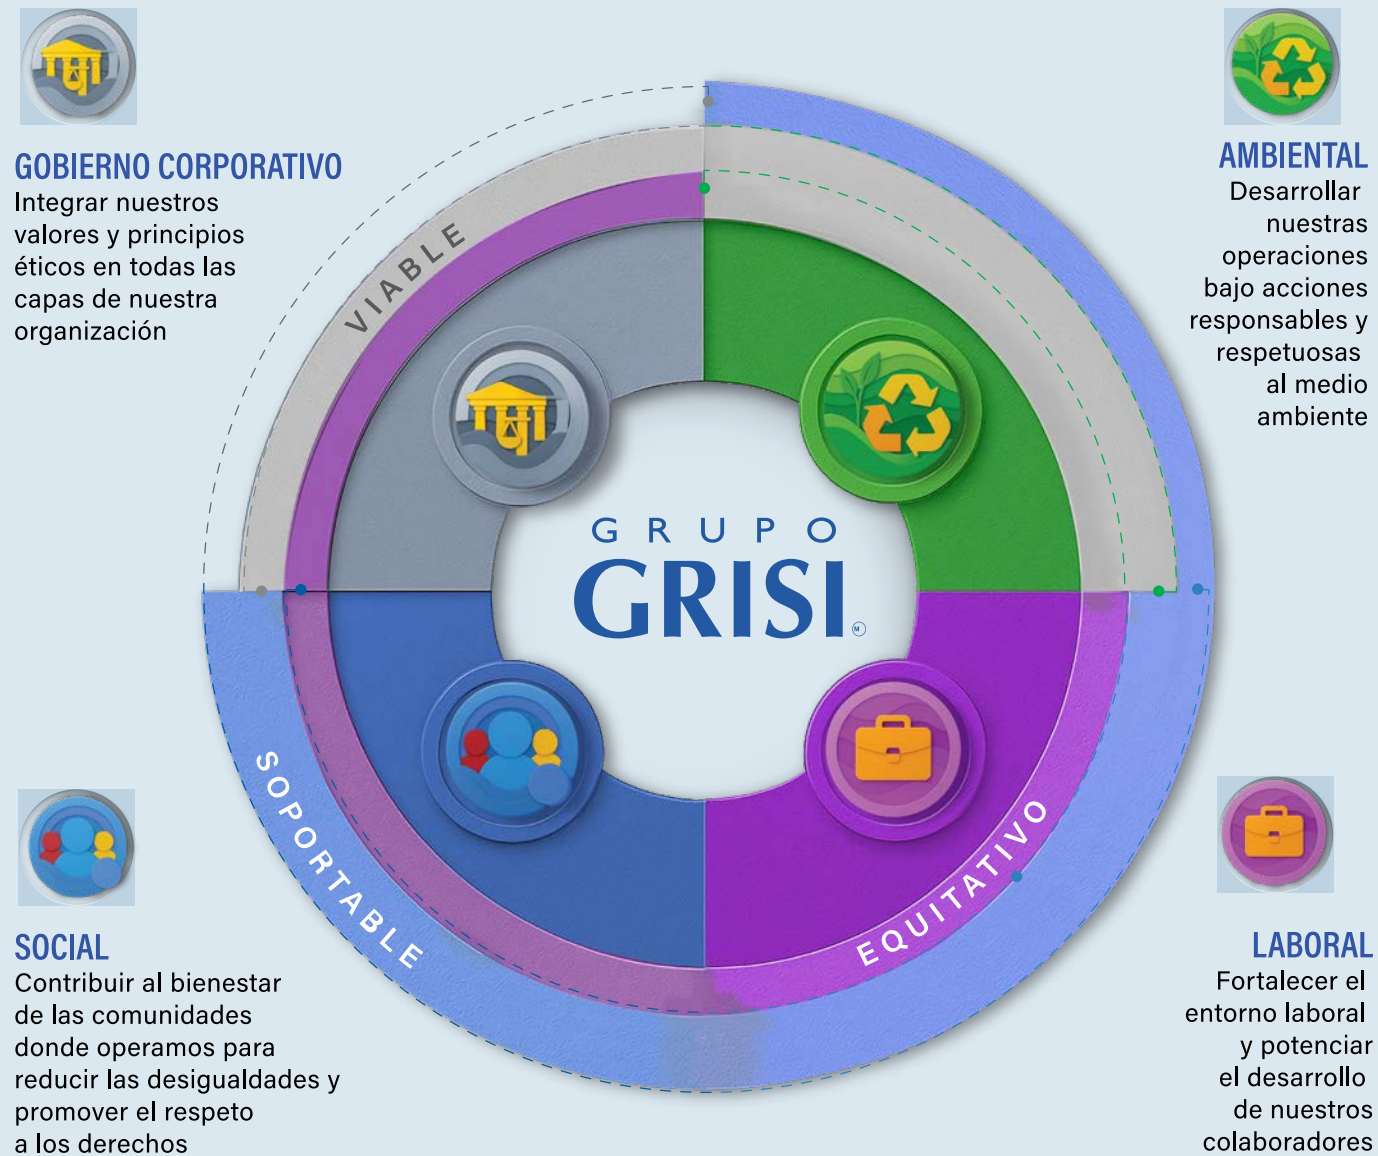 GOBIERNO CORPORATIVO
Integrar nuestros
valores y principios
éticos en todas las
capas de nuestra
organización
AMBIENTAL
Desarrollar
nuestras
operaciones
bajo acciones
responsables y
respetuosas
al medio
ambiente
VIABLE
GRUPO
GRISI
SOPORTABLE
EQUITATIVO
SOCIAL
Contribuir al bienestar
de las comunidades
donde operamos para
reducir las desigualdades y
promover el respeto
a los derechos
LABORAL
Fortalecer el
entorno laboral
y potenciar
el desarrollo
de nuestros
colaboradores